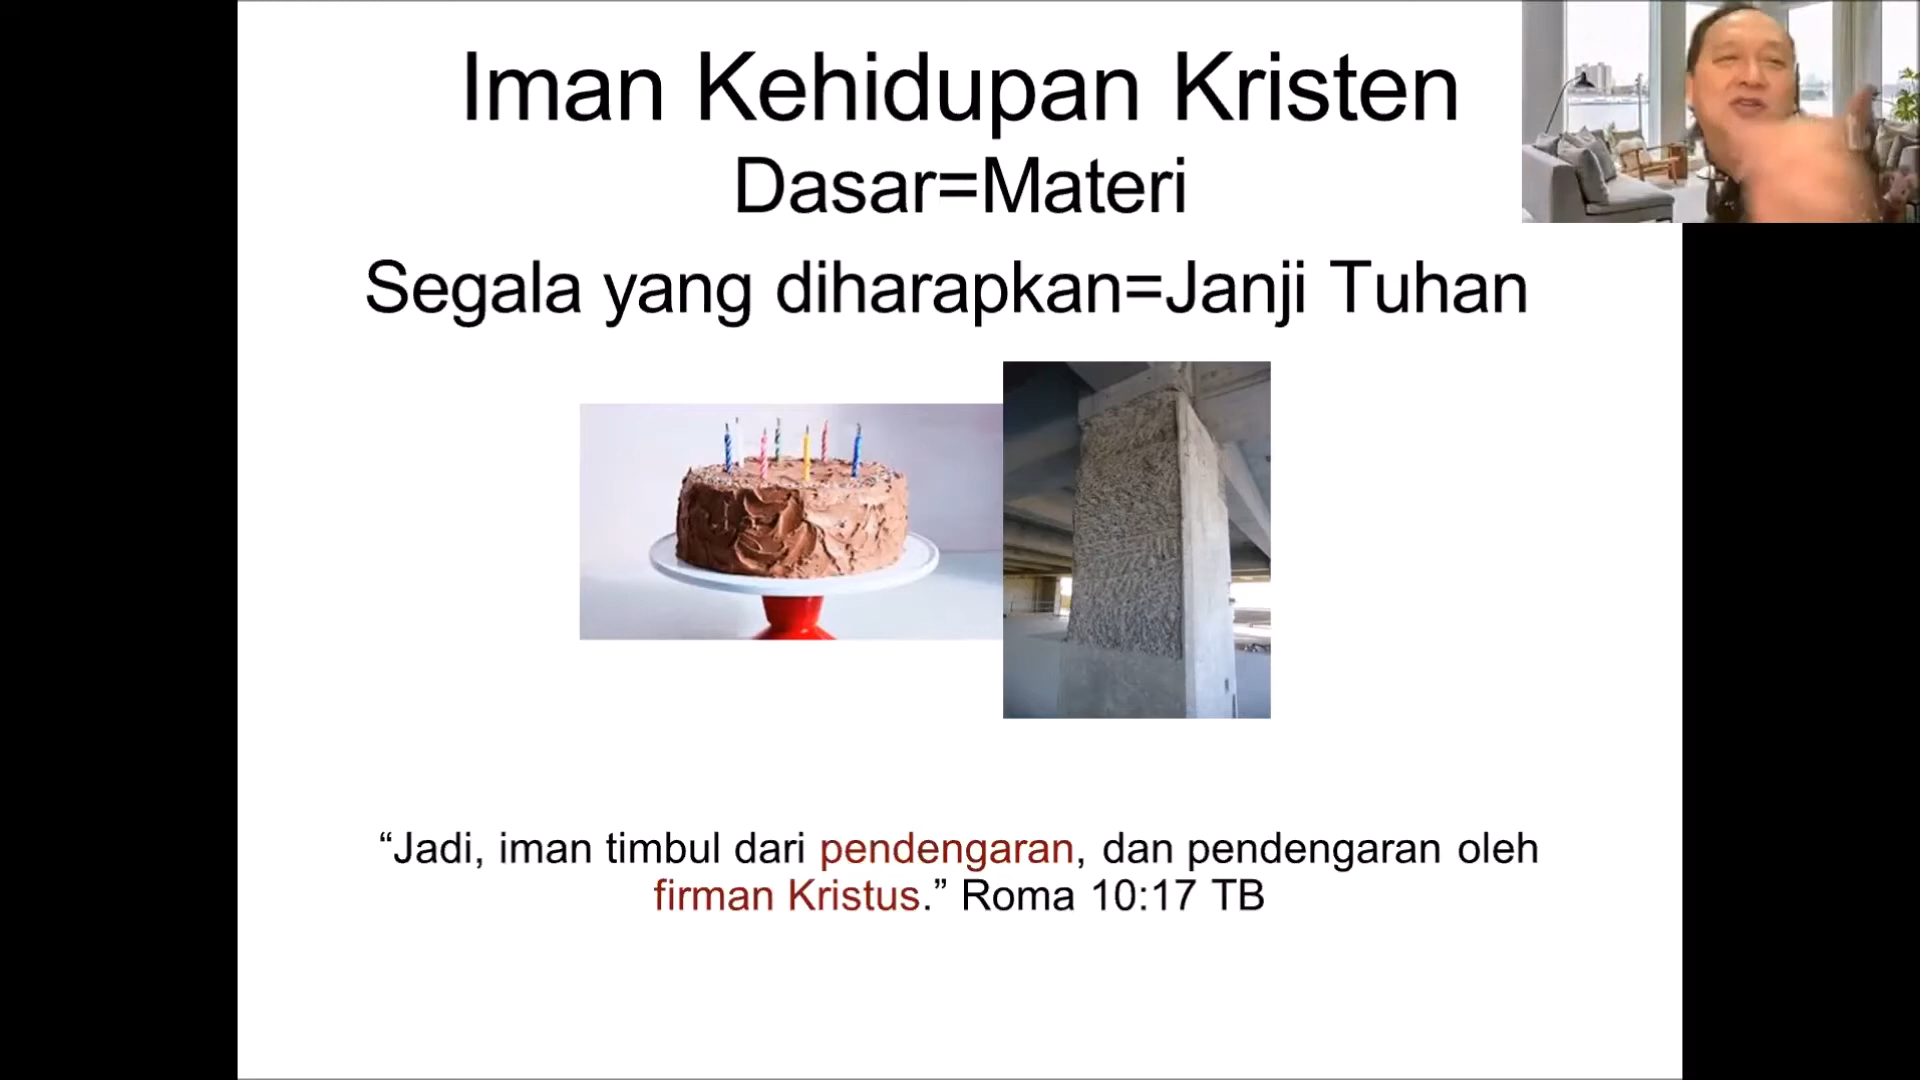 Iman Kehidupan Kristen
Dasar=Materi
Segala yang diharapkan=Janji Tuhan
“Jadi, iman timbul dari pendengaran, dan pendengaran oleh
firman Kristus.” Roma 10:17 TB